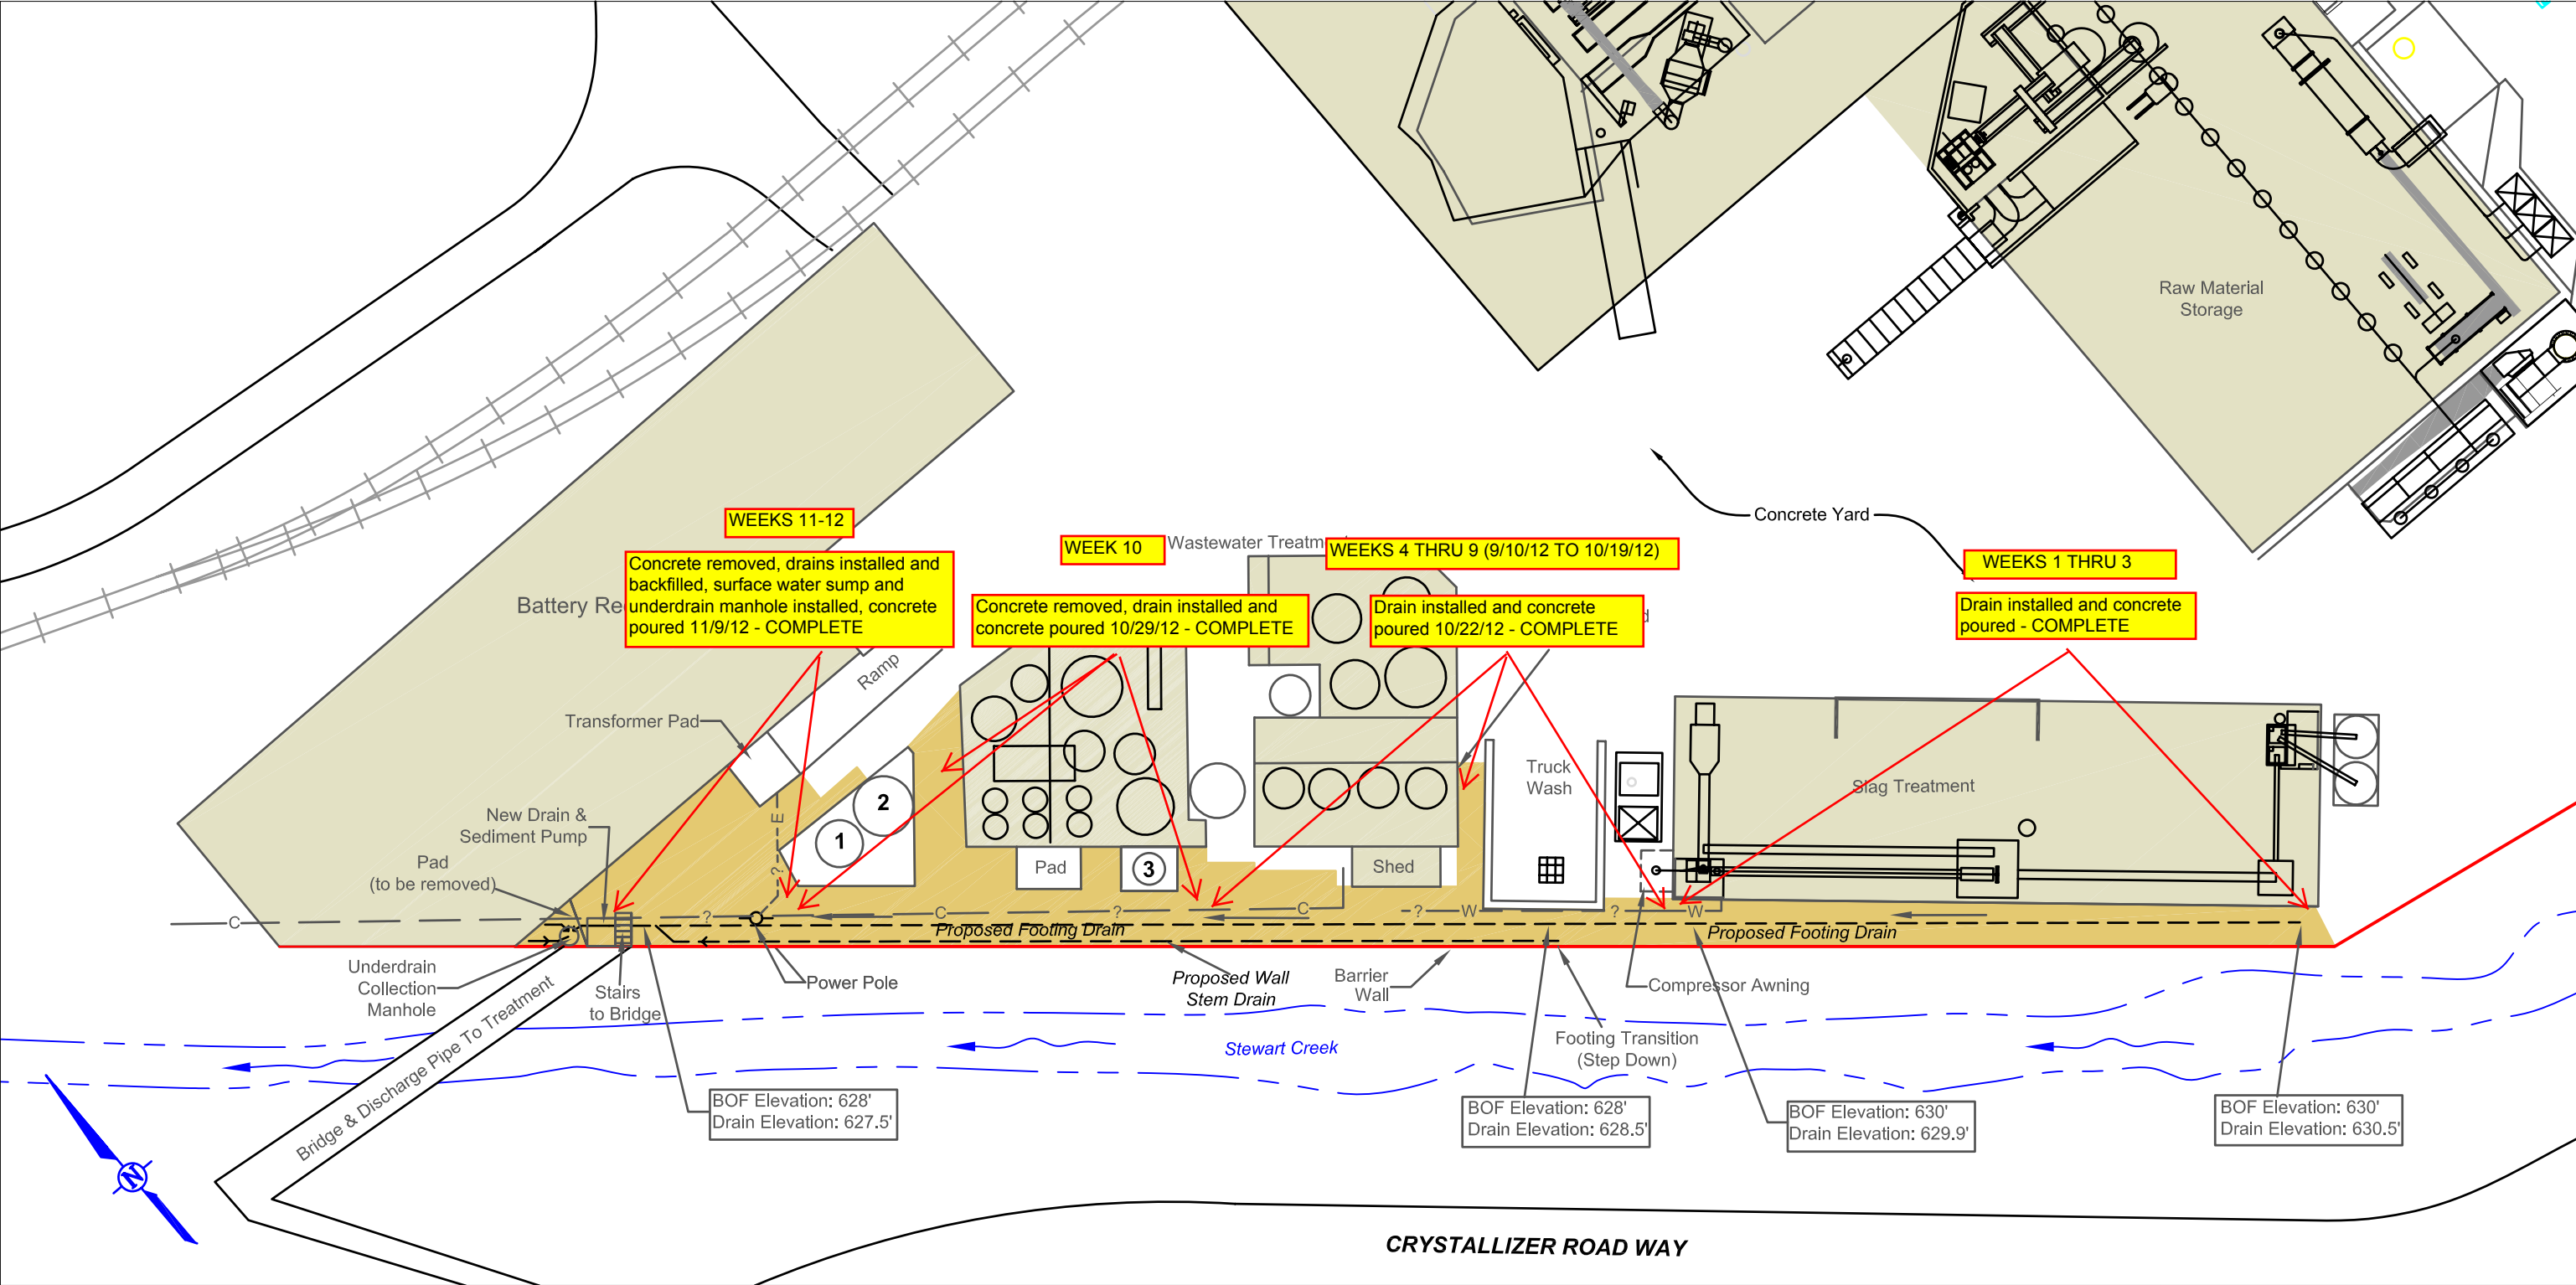 Raw Material
Storage
Concrete Yard
WEEKS 11-12
WEEK 10
Wastewater Treatm
WEEKS 4 THRU 9 (9/10/12 TO 10/19/12)
WEEKS 1 THRU 3
Concrete removed, drains installed and
backfilled, surface water sump and
underdrain manhole installed, concrete
poured 11/9/12 - COMPLETE
Battery Re
Concrete removed, drain installed and
concrete poured 10/29/12 - COMPLETE
Drain installed and concrete
poured 10/22/12 - COMPLETE
Drain installed and concrete
poured - COMPLETE
Ramp
Transformer Pad
Truck
Wash
Slag Treatment
New Drain &
Sediment Pump
E
?
1
2
Pad
(to be removed)
Pad
3
Shed
C
?
C
?
C
? W
?
W
Proposed Footing Drain
Proposed Footing Drain
Underdrain
Collection
Manhole
Stairs
to Bridge
Power Pole
Proposed Wall
Stem Drain
Barrier
Wall
Compressor Awning
Footing Transition
(Step Down)
Stewart Creek
Bridge & Discharge Pipe To Treatment
BOF Elevation: 628'
Drain Elevation: 627.5'
BOF Elevation: 628'
Drain Elevation: 628.5'
BOF Elevation: 630'
Drain Elevation: 629.9'
BOF Elevation: 630'
Drain Elevation: 630.5'
N
CRYSTALLIZER ROAD WAY